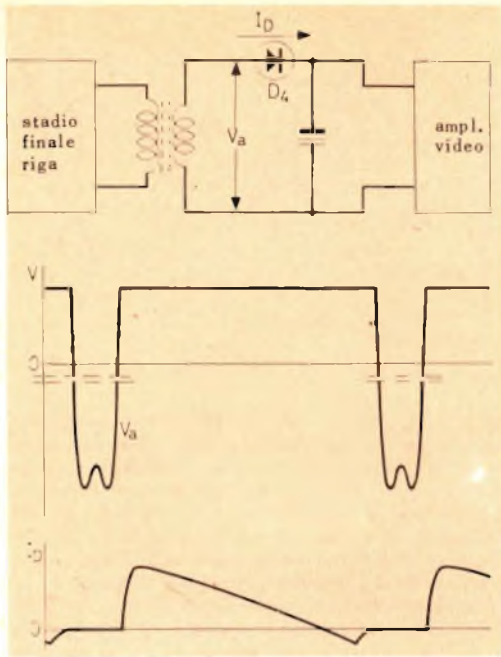 I_D
D₄
stadio
finale
riga
V_a
ampl.
video
V
0
V_a
0